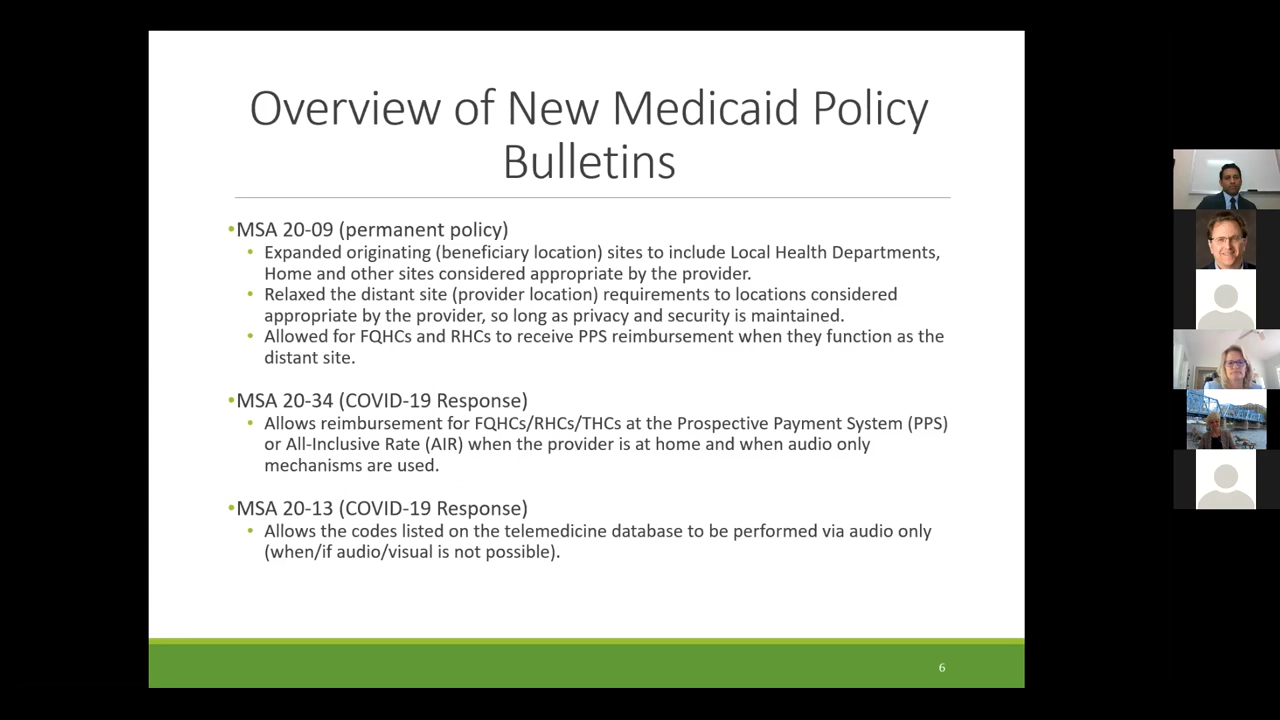 Overview of New Medicaid Policy
Bulletins
•MSA 20-09 (permanent policy)
• Expanded originating (beneficiary location) sites to include Local Health Departments,
Home and other sites considered appropriate by the provider.
• Relaxed the distant site (provider location) requirements to locations considered
appropriate by the provider, so long as privacy and security is maintained.
• Allowed for FQHCs and RHCs to receive PPS reimbursement when they function as the
distant site.
•MSA 20-34 (COVID-19 Response)
• Allows reimbursement for FQHCs/RHCs/THCs at the Prospective Payment System (PPS)
or All-Inclusive Rate (AIR) when the provider is at home and when audio only
mechanisms are used.
•MSA 20-13 (COVID-19 Response)
• Allows the codes listed on the telemedicine database to be performed via audio only
(when/if audio/visual is not possible).
6